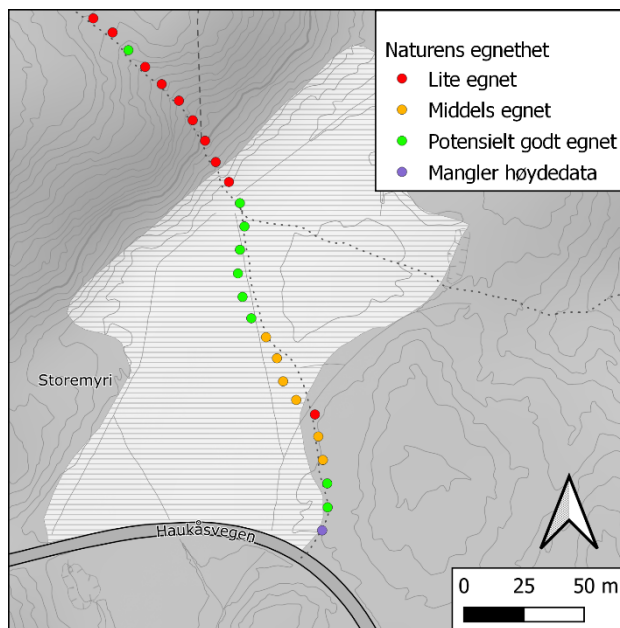 Naturens egnethet
Lite egnet
Middels egnet
Potensielt godt egnet
Mangler høydedata
Storemyri
Haukåsvegen
0 25 50 m